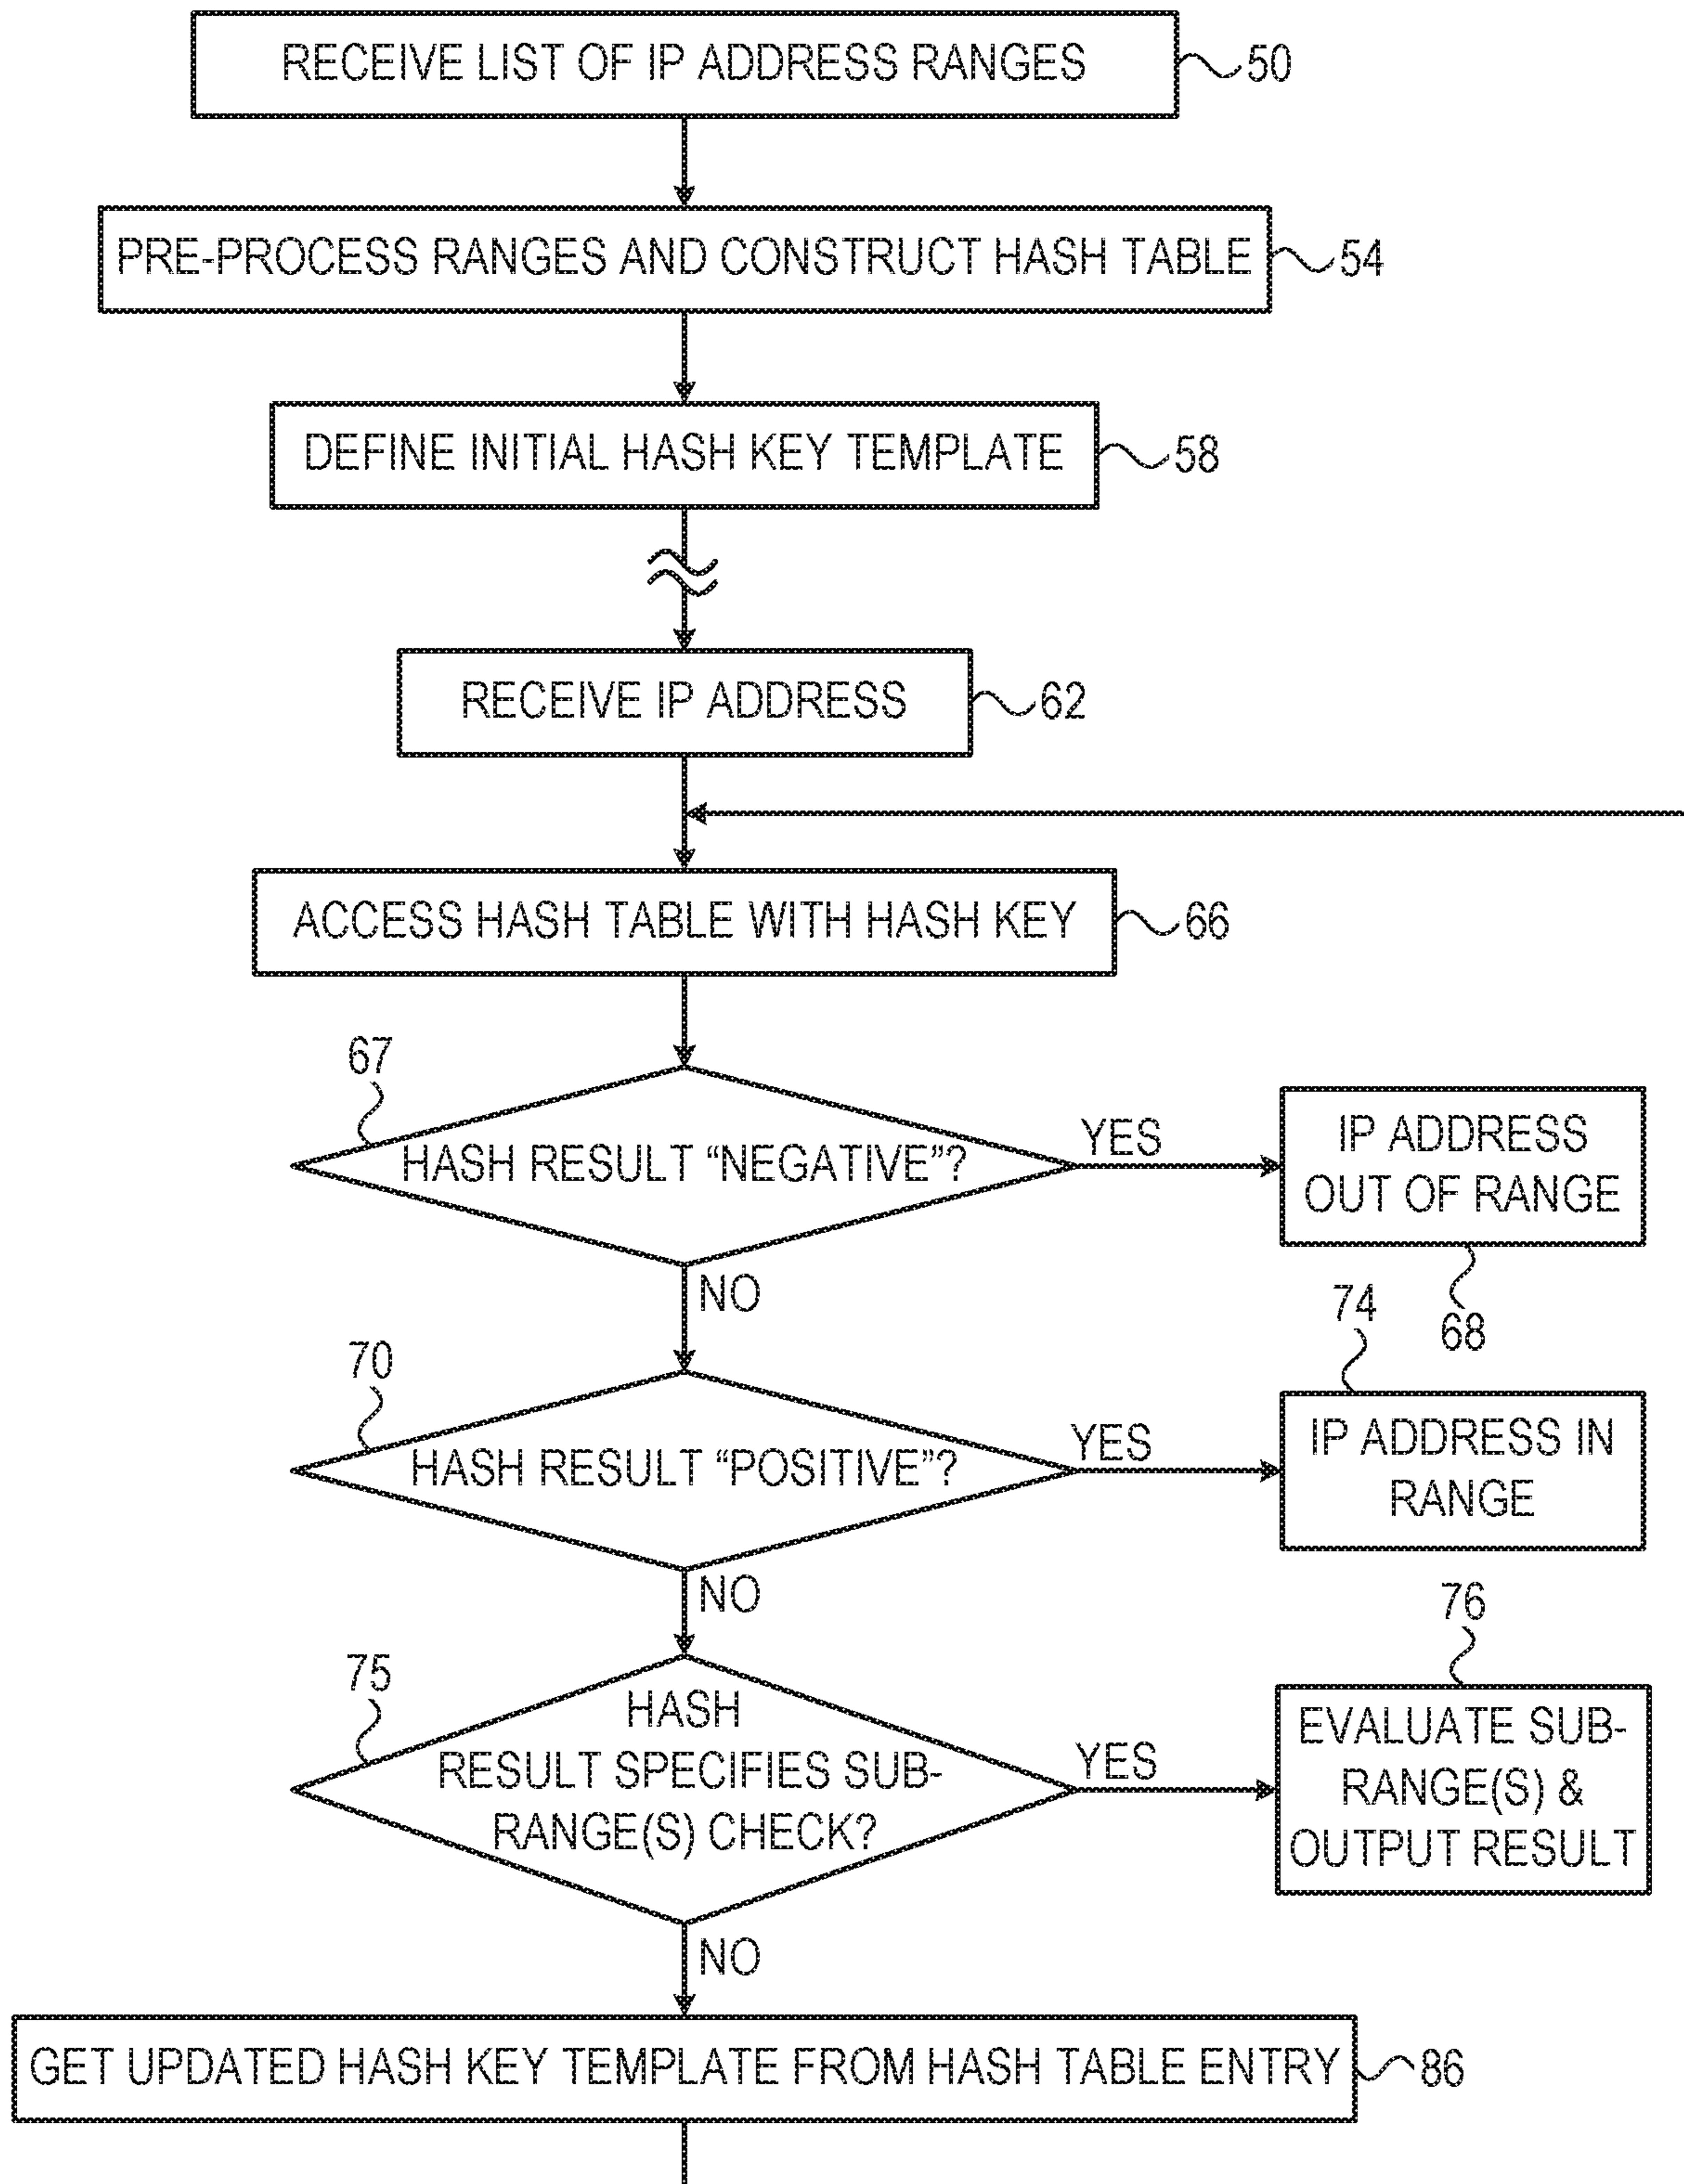 RECEIVE LIST OF IP ADDRESS RANGES
50
PRE-PROCESS RANGES AND CONSTRUCT HASH TABLE
54
DEFINE INITIAL HASH KEY TEMPLATE
58
RECEIVE IP ADDRESS
62
ACCESS HASH TABLE WITH HASH KEY
66
67
HASH RESULT “NEGATIVE”?
YES
IP ADDRESS
OUT OF RANGE
68
NO
70
HASH RESULT “POSITIVE”?
YES
74
IP ADDRESS IN
RANGE
NO
75
HASH
RESULT SPECIFIES SUB-
RANGE(S) CHECK?
YES
76
EVALUATE SUB-
RANGE(S) &
OUTPUT RESULT
NO
GET UPDATED HASH KEY TEMPLATE FROM HASH TABLE ENTRY
86